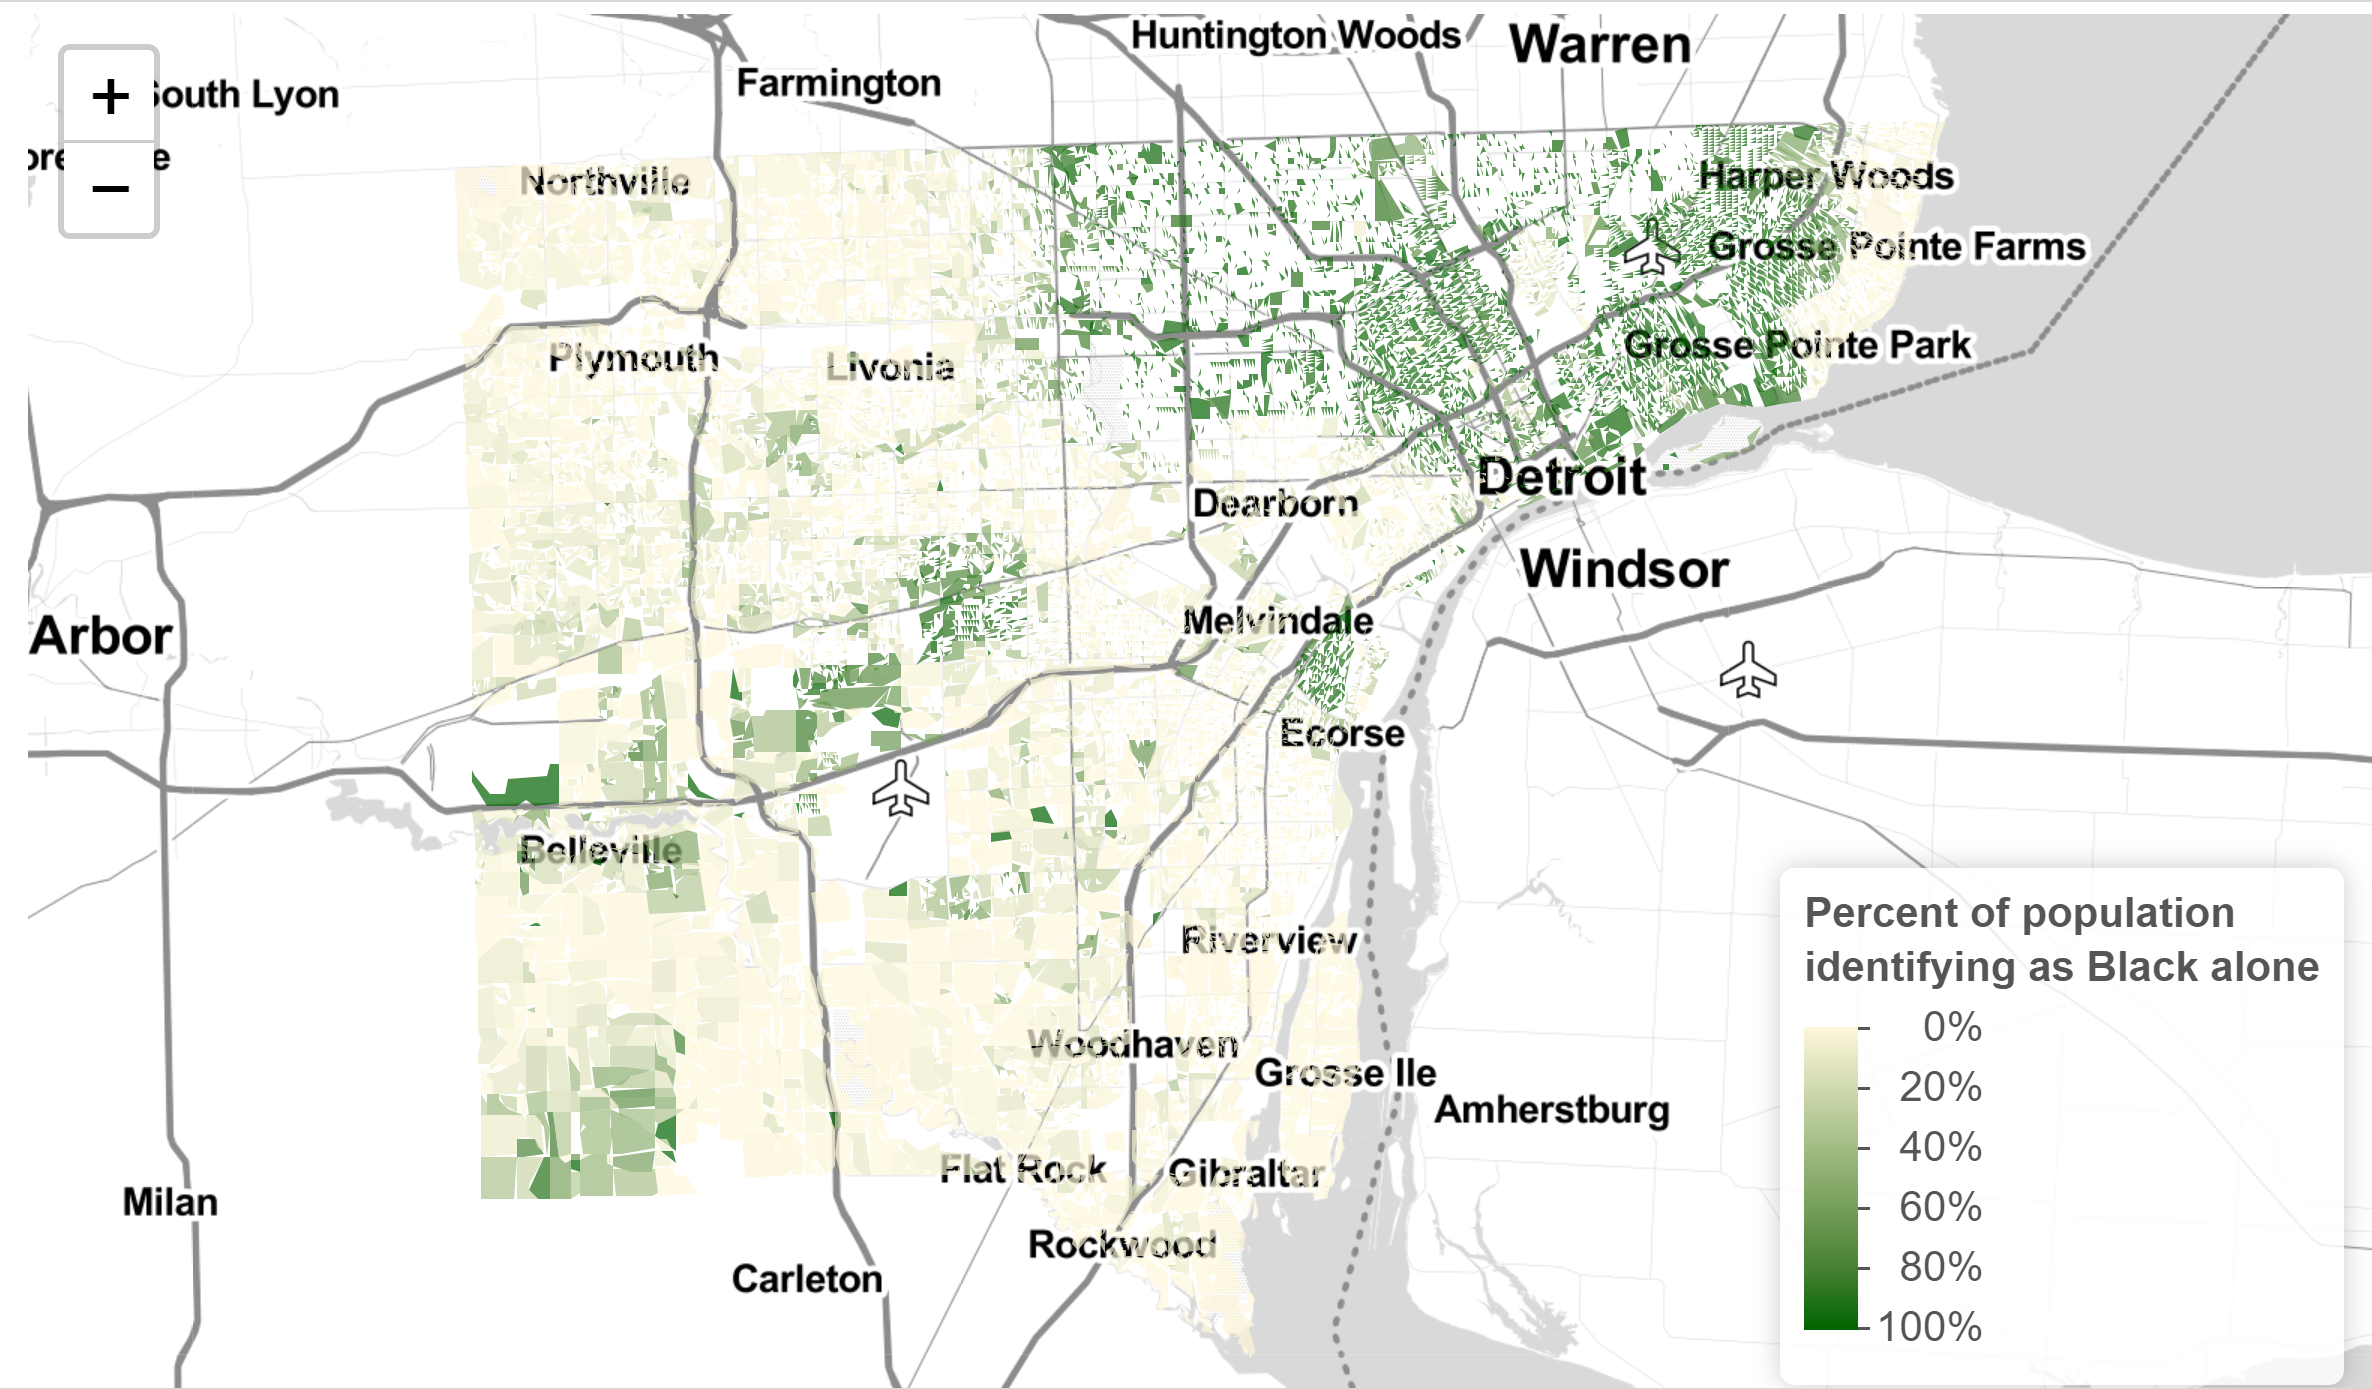 Huntington Woods
Warren
+
South Lyon
Farmington
−
Northville
Harper Woods
Grosse Pointe Farms
Plymouth
Livonia
Grosse Pointe Park
Detroit
Dearborn
Windsor
Arbor
Melvindale
Ecorse
Belleville
Riverview
Woodhaven
Grosse Ile
Amherstburg
Flat Rock
Gibraltar
Milan
Rockwood
Carleton
Percent of population
identifying as Black alone
0%
20%
40%
60%
80%
100%